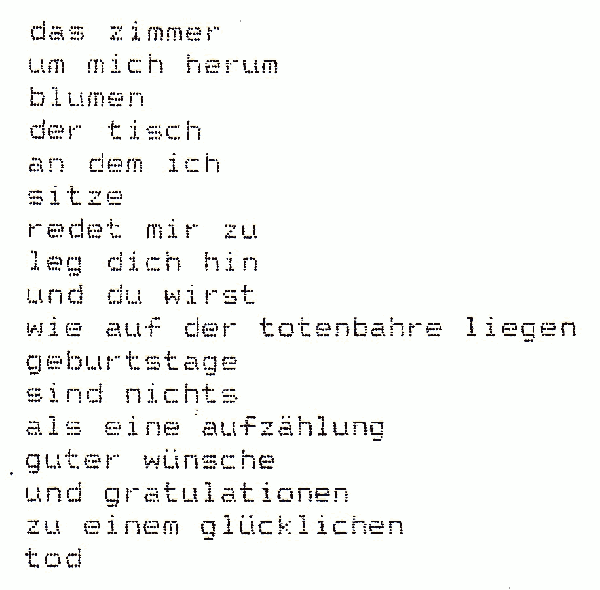 das zimmer
um mich herum
blumen
der tisch
an dem ich
sitze
redet mir zu
leg dich hin
und du wirst
wie auf der totenbahre liegen
geburtstage
sind nichts
als eine aufzählung
guter wünsche
und gratulationen
zu einem glücklichen
tod